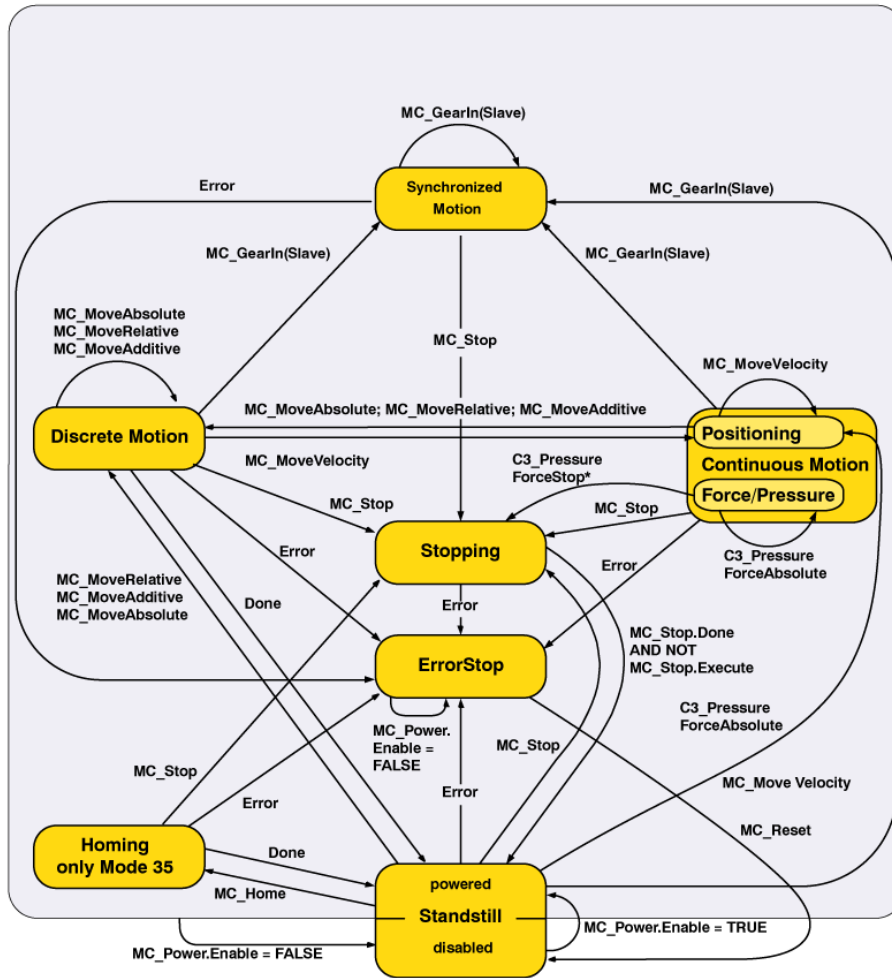 MC_GearIn(Slave)
Error
Synchronized
Motion
MC_GearIn(Slave)
MC_GearIn(Slave)
MC_GearIn(Slave)
MC_MoveAbsolute
MC_MoveRelative
MC_MoveAdditive
MC_Stop
MC_MoveVelocity
MC_MoveAbsolute; MC_MoveRelative; MC_MoveAdditive
Discrete Motion
Positioning
Continuous Motion
Force/Pressure
MC_MoveVelocity
C3_Pressure
ForceStop*
MC_Stop
MC_Stop
Stopping
C3_Pressure
ForceAbsolute
Error
Error
MC_MoveRelative
MC_MoveAdditive
MC_MoveAbsolute
Done
Error
MC_Stop.Done
AND NOT
MC_Stop.Execute
ErrorStop
C3_Pressure
ForceAbsolute
MC_Power.
Enable =
FALSE
MC_Stop
MC_Stop
MC_Move Velocity
Error
Error
MC_Reset
Homing
only Mode 35
Done
MC_Home
powered
Standstill
disabled
MC_Power.Enable = TRUE
MC_Power.Enable = FALSE